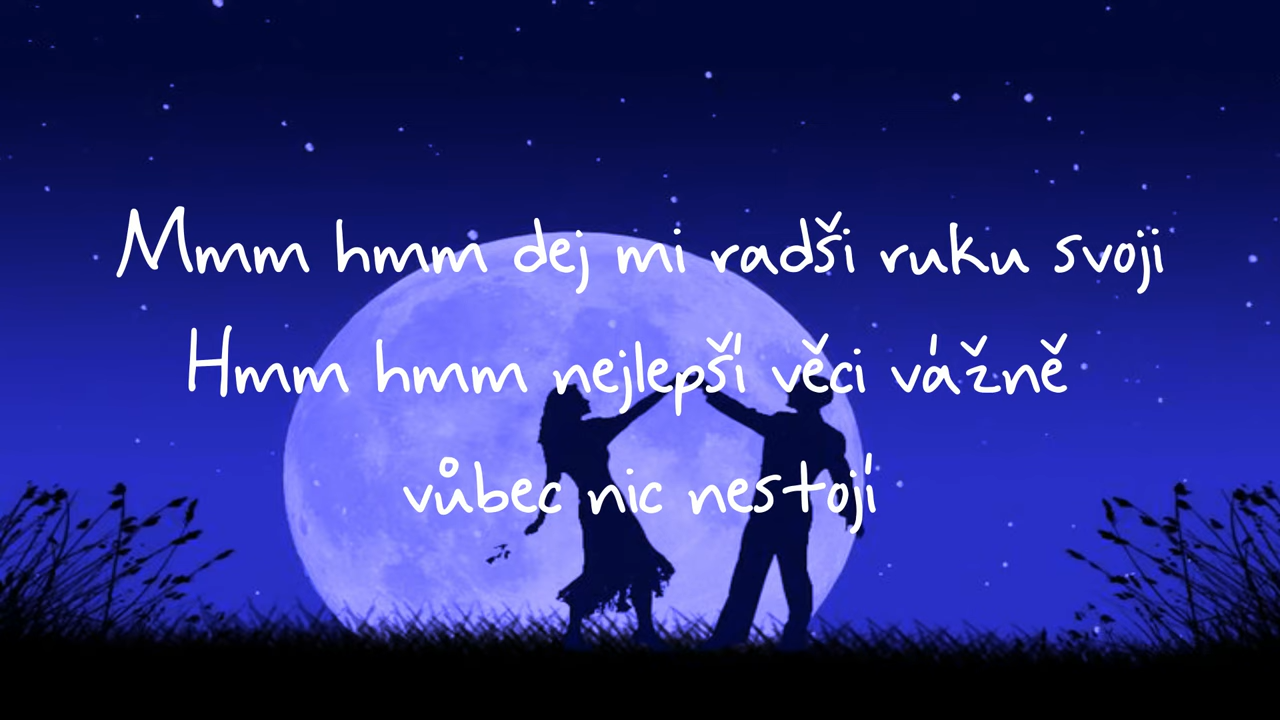 Mmm hmm dej mi radši ruku svoji
Hmm hmm nejlepší věci vážně
vůbec nic nestojí